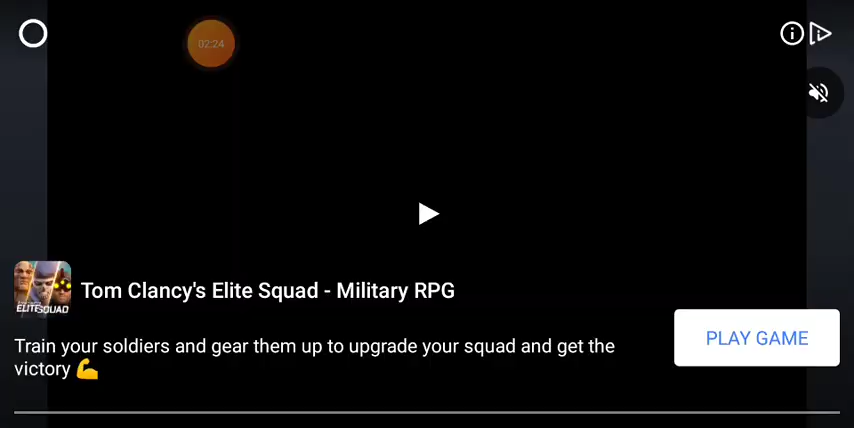 02:24
ELITESQUAD
Tom Clancy's Elite Squad - Military RPG
Train your soldiers and gear them up to upgrade your squad and get the
victory 💪
PLAY GAME